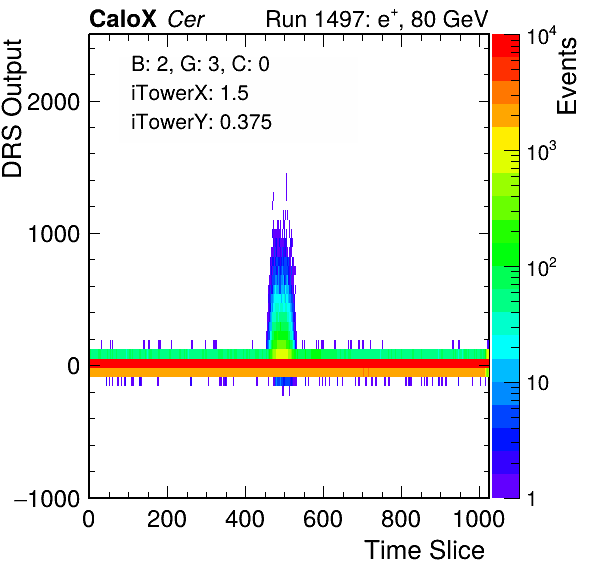 CaloX Cer Run 1497: e⁺, 80 GeV
B: 2, G: 3, C: 0
iTowerX: 1.5
iTowerY: 0.375
DRS Output
2000
1000
0
−1000
0 200 400 600 800 1000
Time Slice
Events
10⁴
10³
10²
10
1